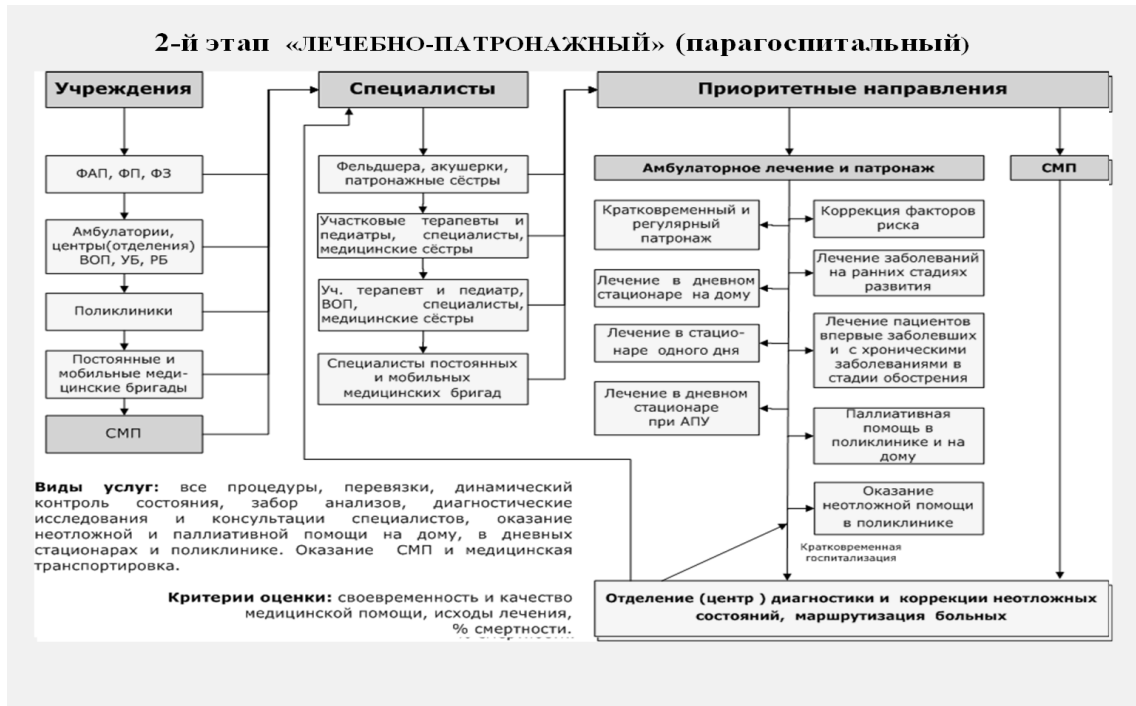 2-й этап «ЛЕЧЕБНО-ПАТРОНАЖНЫЙ» (парагоспитальный)
Учреждения
ФАП, ФП, ФЗ
Амбулатории,
центры(отделения)
ВОП, УБ, РБ
Поликлиники
Постоянные и
мобильные меди-
цинские бригады
СМП
Специалисты
Фельдшера, акушерки,
патронажные сёстры
Участковые терапевты и
педиатры, специалисты,
медицинские сёстры
Уч. терапевт и педиатр,
ВОП, специалисты,
медицинские сёстры
Специалисты постоянных
и мобильных
медицинских бригад
Приоритетные направления
Амбулаторное лечение и патронаж
СМП
Кратковременный и
регулярный
патронаж
Лечение в дневном
стационаре на дому
Лечение в стацио-
наре одного дня
Лечение в дневном
стационаре
при АПУ
Коррекция факторов
риска
Лечение заболеваний
на ранних стадиях
развития
Лечение пациентов
впервые заболевших
и с хроническими
заболеваниями в
стадии обострения
Паллиативная
помощь в
поликлинике и на
дому
Оказание
неотложной помощи
в поликлинике
Кратковременная
госпитализация
Отделение (центр ) диагностики и коррекции неотложных
состояний, маршрутизация больных
Виды услуг: все процедуры, перевязки, динамический
контроль состояния, забор анализов, диагностические
исследования и консультации специалистов, оказание
неотложной и паллиативной помощи на дому, в дневных
стационарах и поликлинике. Оказание СМП и медицинская
транспортировка.
Критерии оценки: своевременность и качество
медицинской помощи, исходы лечения,
% смертности.